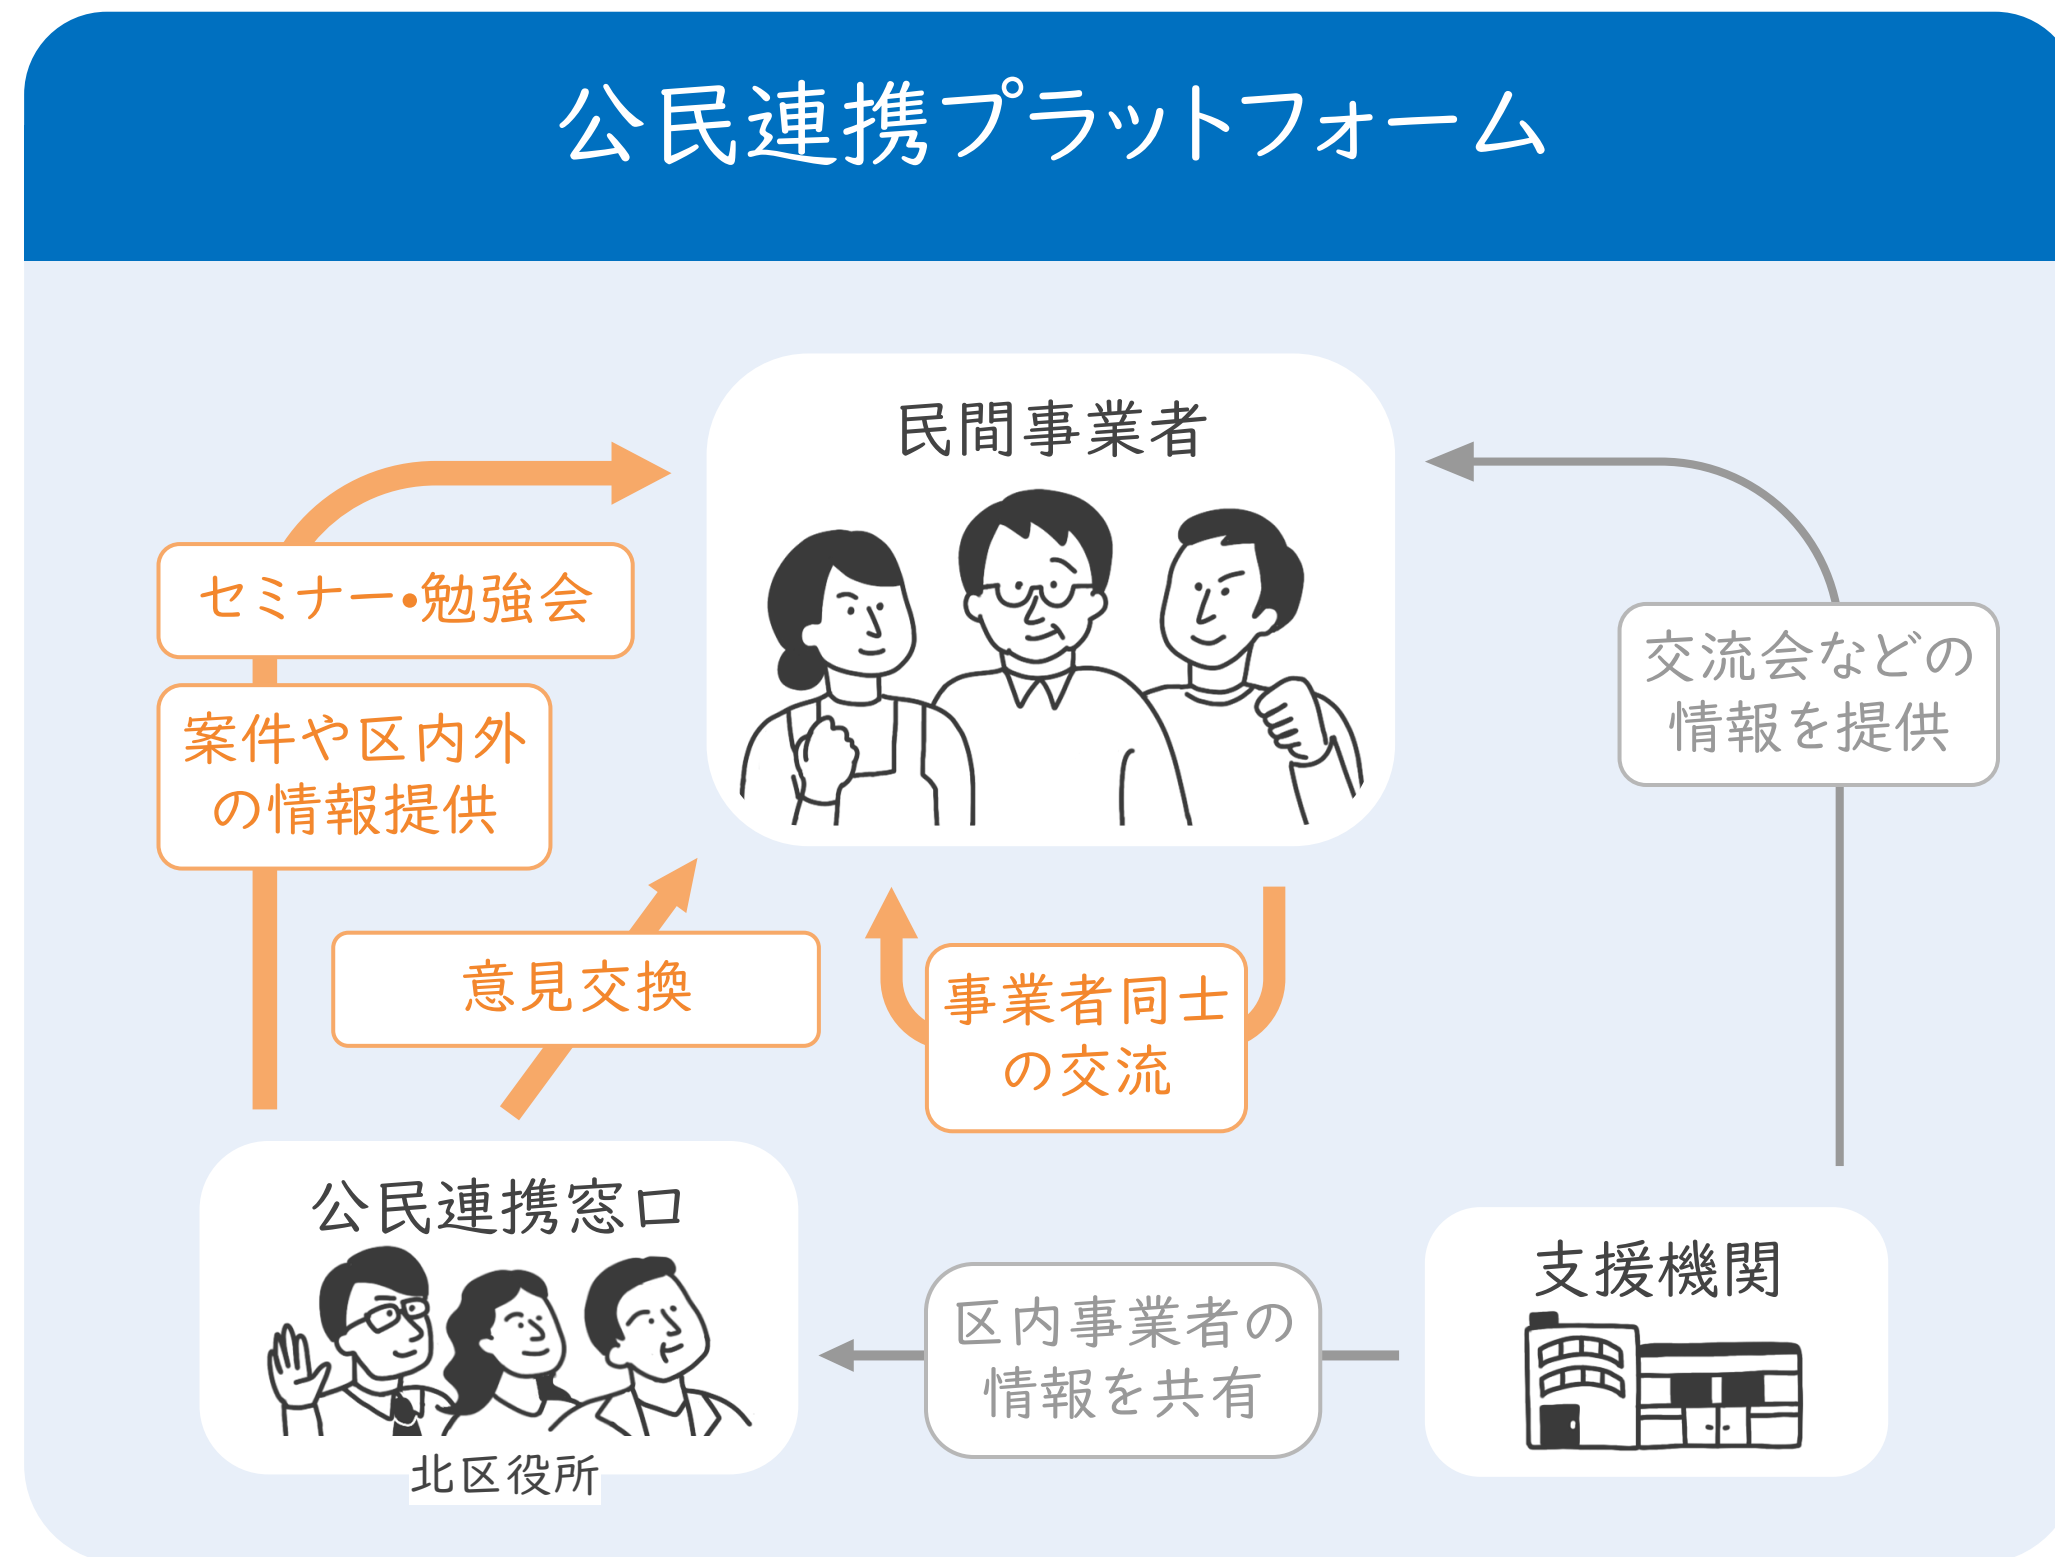 公民連携プラットフォーム
民間事業者
セミナー•勉強会
案件や区内外
の情報提供
交流会などの
情報を提供
意見交換
事業者同士
の交流
公民連携窓口
北区役所
区内事業者の
情報を共有
支援機関